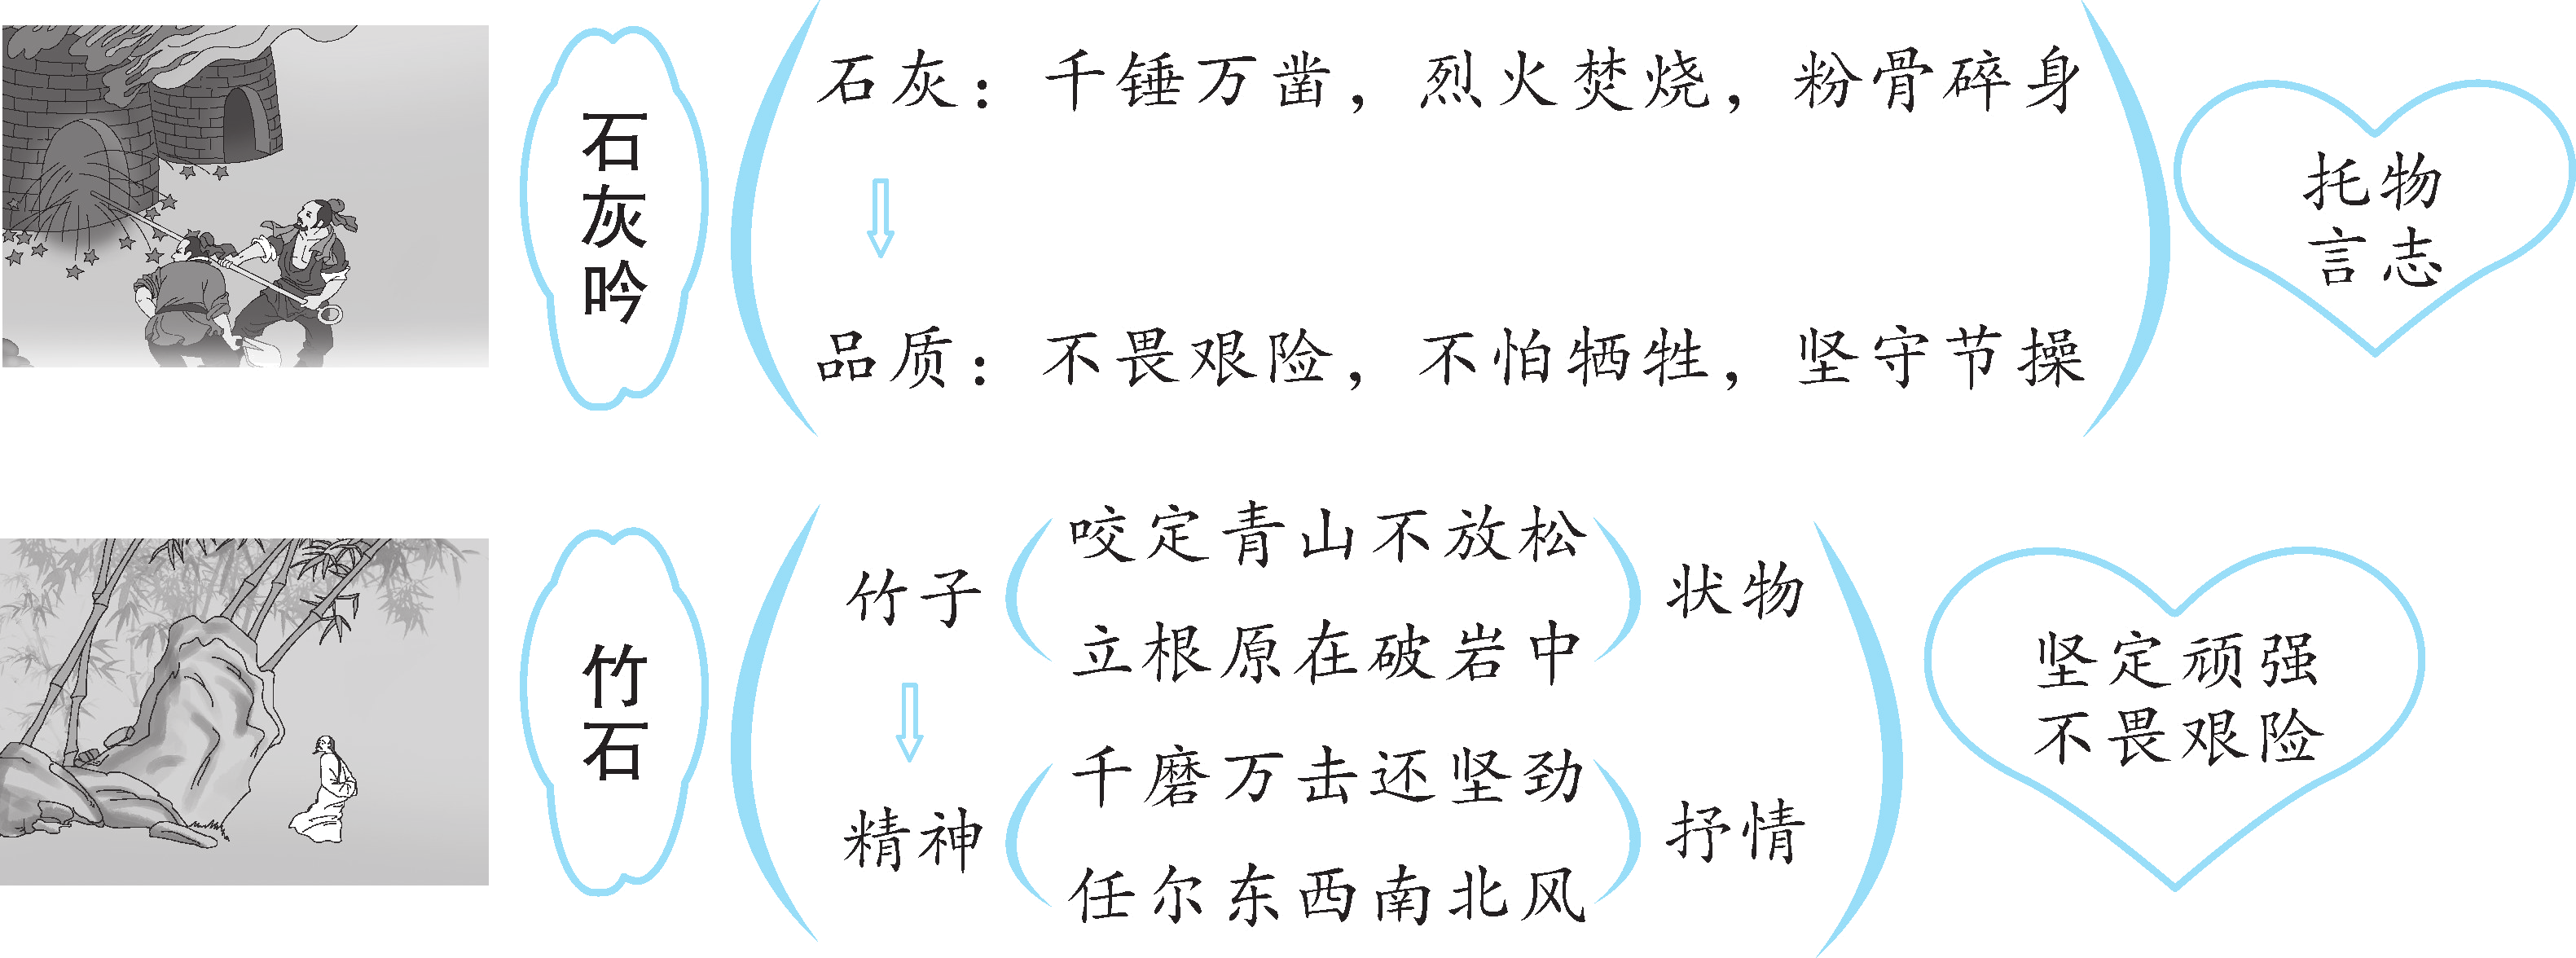 石灰吟
石灰：千锤万凿，烈火焚烧，粉骨碎身
品质：不畏艰险，不怕牺牲，坚守节操
托物
言志
竹石
竹子
咬定青山不放松
立根原在破岩中
状物
精神
千磨万击还坚劲
任尔东西南北风
抒情
坚定顽强
不畏艰险